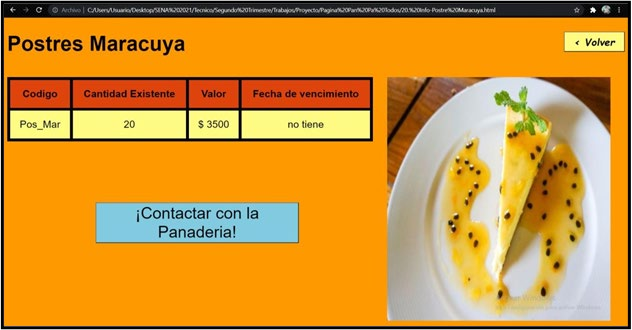 Archivo | C:/Users/Usuario/Desktop/SENA%202021/Tecnico/Segundo%20Trimestre/Trabajos/Proyecto/Pagina%20Pan%20Pa%20Todos/20.%20Info-Postre%20Maracuya.html
Postres Maracuya
< Volver
Codigo Cantidad Existente Valor Fecha de vencimiento
Pos_Mar 20 $ 3500 no tiene
¡Contactar con la
Panaderia!